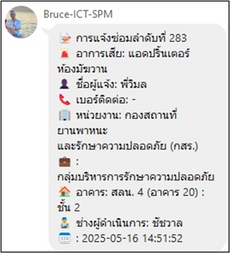 Bruce-ICT-SPM
การแจ้งซ่อมลำดับที่ 283
อาการเสีย: แอดปริ้นเตอร์
ห้องมัฆวาน
ชื่อผู้แจ้ง: พี่วิมล
เบอร์ติดต่อ: -
หน่วยงาน: กองสถานที่
ยานพาหนะ
และรักษาความปลอดภัย (กสร.)
:
กลุ่มบริหารการรักษาความปลอดภัย
อาคาร: สลน. 4 (อาคาร 20) :
ชั้น 2
ช่างผู้ดำเนินการ: ชัชวาล
: 2025-05-16 14:51:52